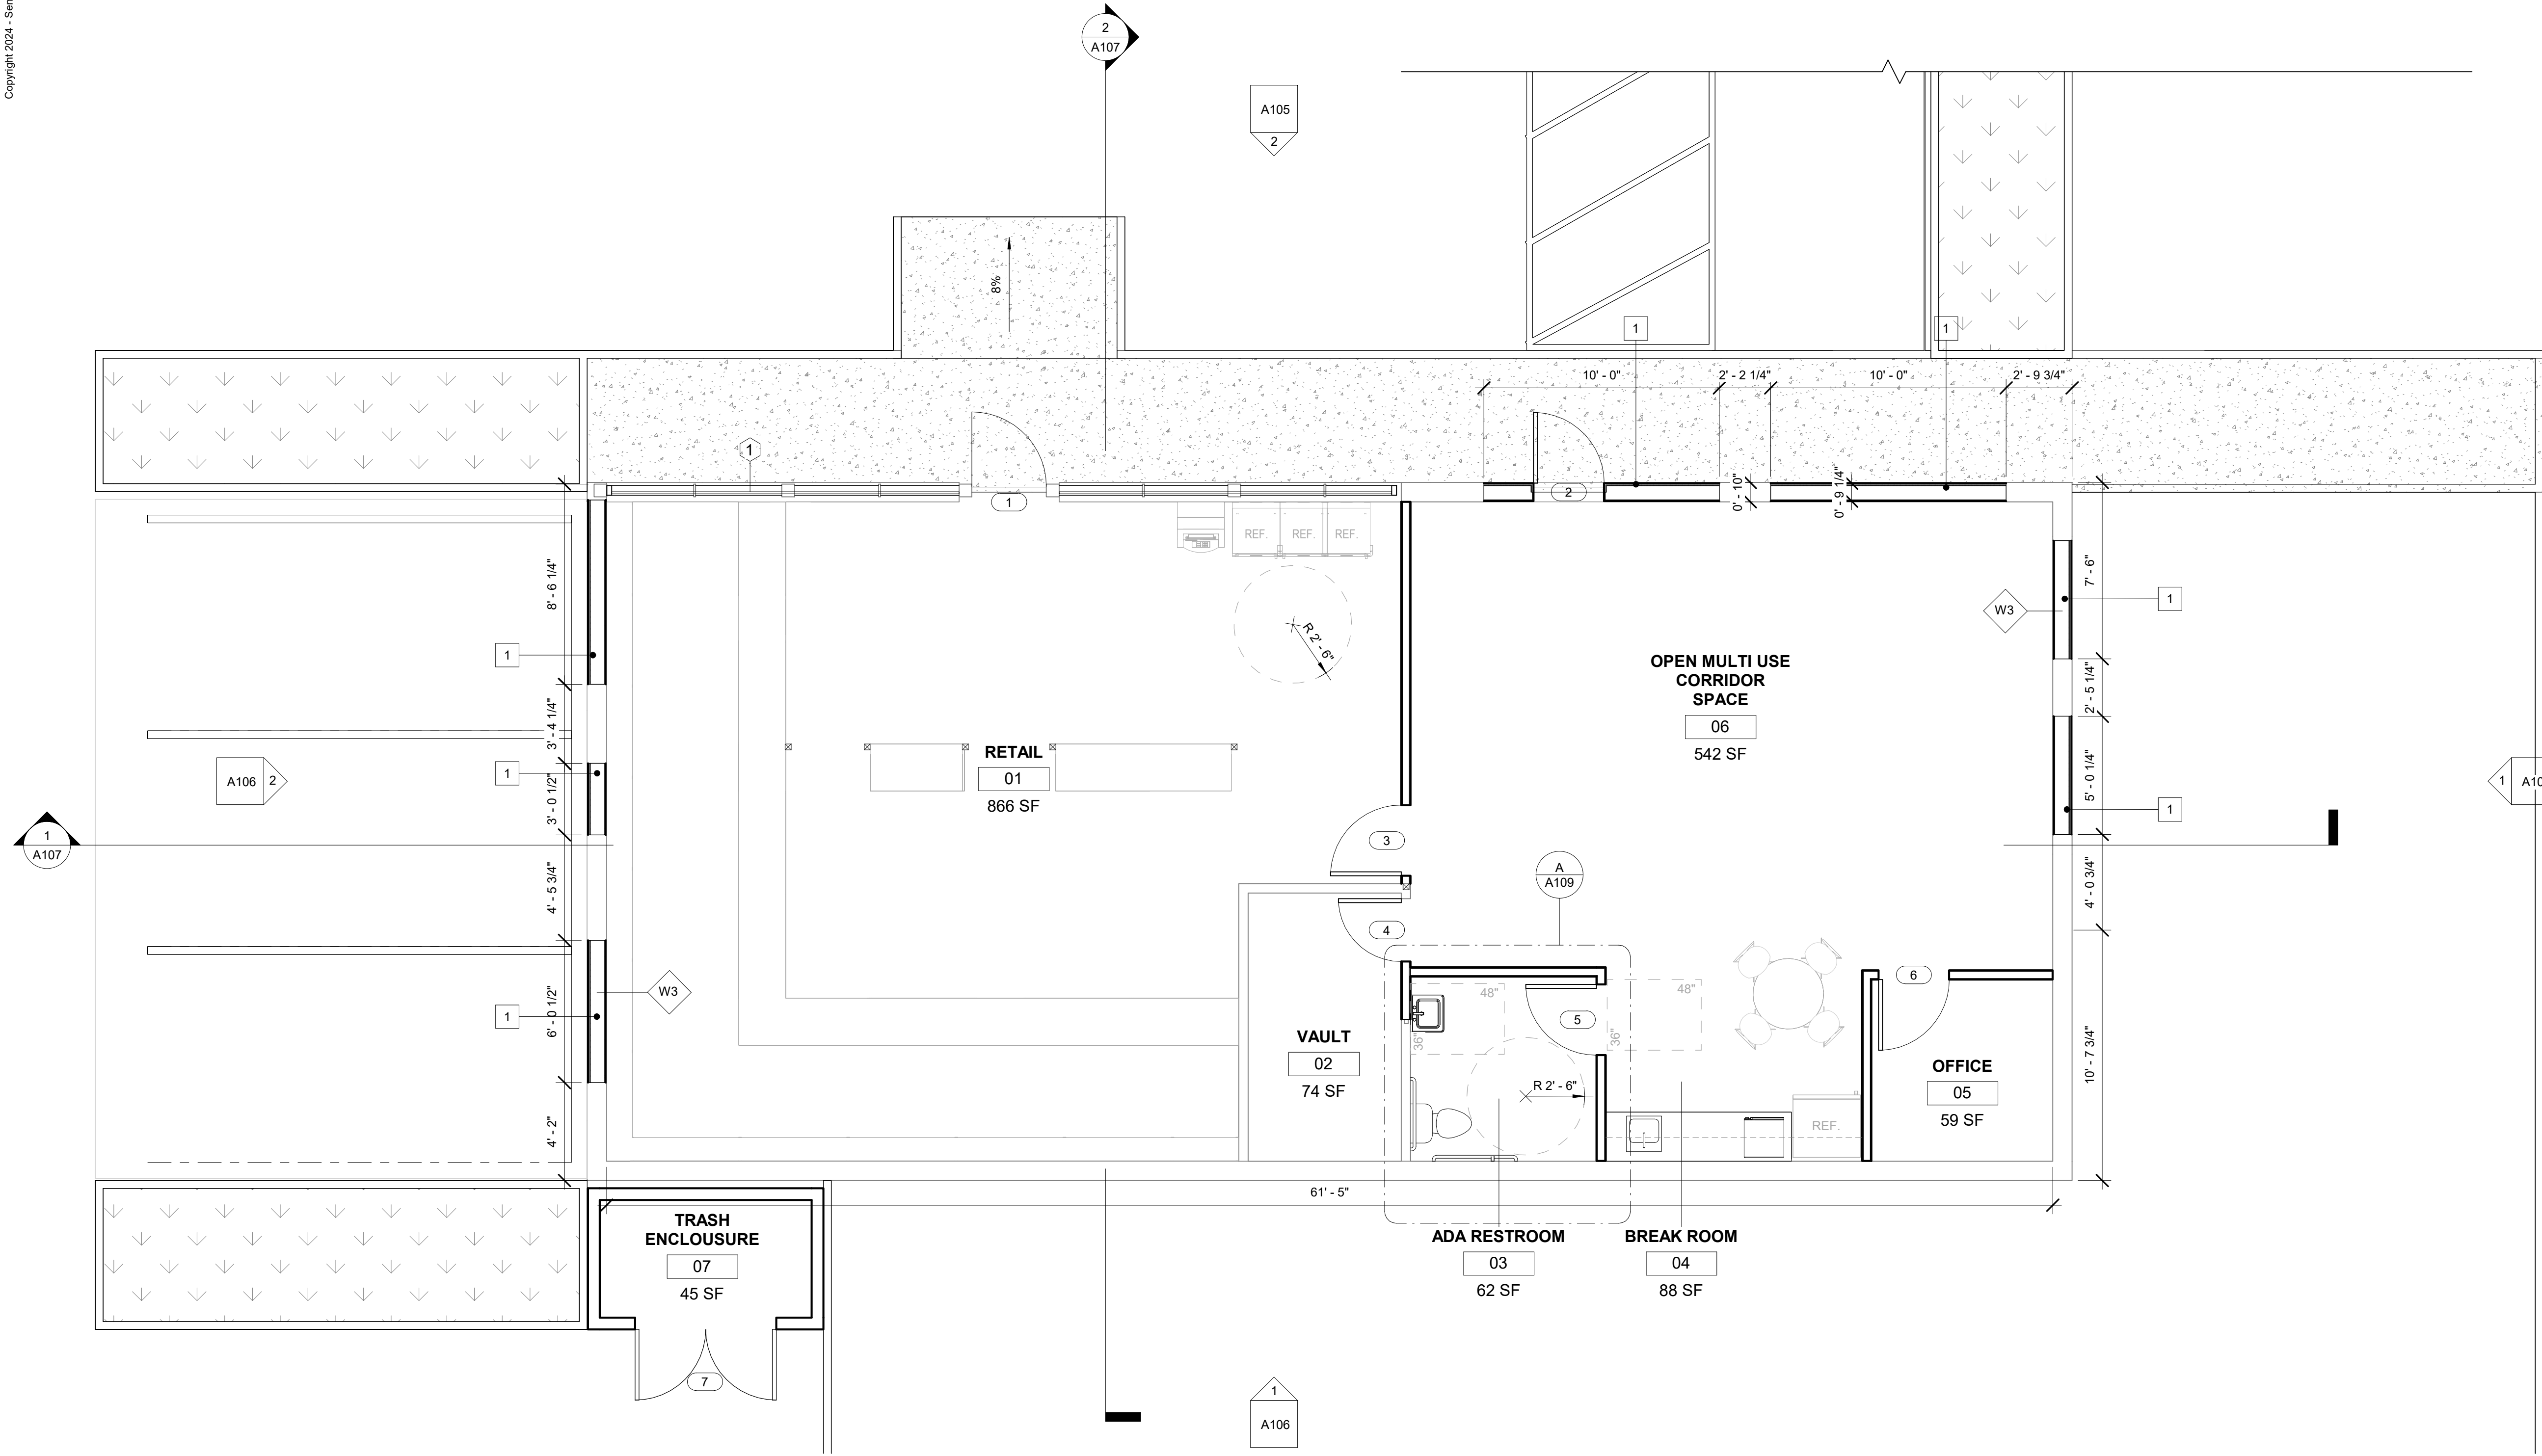 Copyright 2024 - Sen
2
A107
A105
2
8%
1
1
10' - 0"
2' - 2 1/4"
10' - 0"
2' - 9 3/4"
1
1
2
0' - 10"
0' - 9 1/4"
REF.
REF.
REF.
8' - 6 1/4"
7' - 6"
1
W3
R 2' - 6"
1
OPEN MULTI USE
CORRIDOR
SPACE
06
542 SF
2' - 5 1/4"
3' - 4 1/4"
RETAIL
01
866 SF
A106
2
1
3' - 0 1/2"
5' - 0 1/4"
1
1
A10
1
A107
3
A
A109
4' - 5 3/4"
4' - 0 3/4"
4
6
W3
48"
48"
1
6' - 0 1/2"
5
36"
36"
VAULT
02
74 SF
OFFICE
05
59 SF
10' - 7 3/4"
R 2' - 6"
REF.
4' - 2"
61' - 5"
TRASH
ENCLOUSURE
07
45 SF
ADA RESTROOM
03
62 SF
BREAK ROOM
04
88 SF
7
1
A106